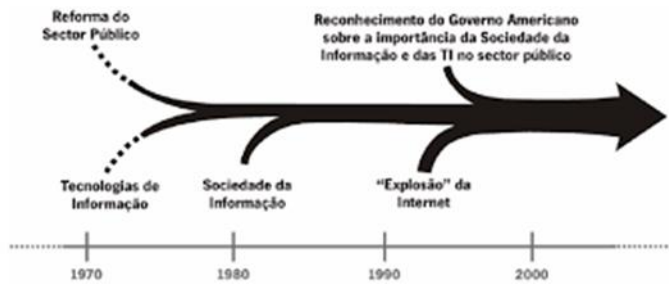 Reforma do
Sector Público
Reconhecimento do Governo Americano
sobre a importância da Sociedade da
Informação e das TI no sector público
Tecnologias de
Informação
Sociedade da
Informação
“Explosão” da
Internet
1970
1980
1990
2000